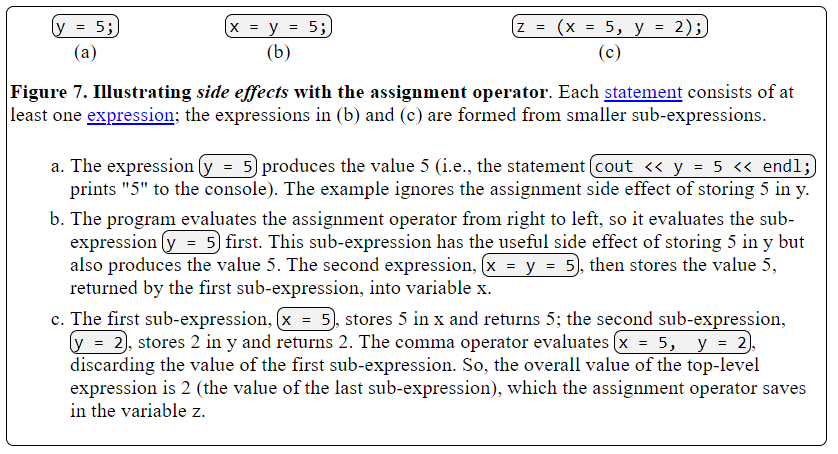 y = 5; x = y = 5; z = (x = 5, y = 2);
(a) (b) (c)
Figure 7. Illustrating side effects with the assignment operator. Each statement consists of at
least one expression; the expressions in (b) and (c) are formed from smaller sub-expressions.
a. The expression y = 5 produces the value 5 (i.e., the statement cout << y = 5 << endl;
prints "5" to the console). The example ignores the assignment side effect of storing 5 in y.
b. The program evaluates the assignment operator from right to left, so it evaluates the sub-
expression y = 5 first. This sub-expression has the useful side effect of storing 5 in y but
also produces the value 5. The second expression, x = y = 5, then stores the value 5,
returned by the first sub-expression, into variable x.
c. The first sub-expression, x = 5, stores 5 in x and returns 5; the second sub-expression,
y = 2, stores 2 in y and returns 2. The comma operator evaluates x = 5, y = 2,
discarding the value of the first sub-expression. So, the overall value of the top-level
expression is 2 (the value of the last sub-expression), which the assignment operator saves
in the variable z.